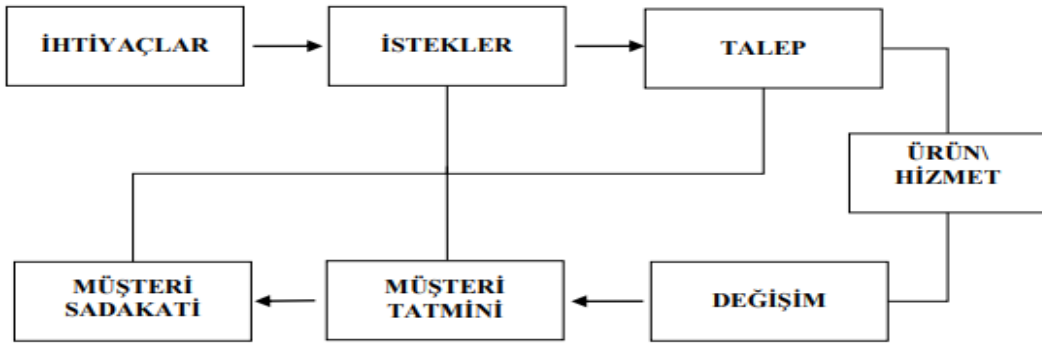 İHTİYAÇLAR
İSTEKLER
TALEP
ÜRÜN\
HİZMET
MÜŞTERİ
SADAKATİ
MÜŞTERİ
TATMİNİ
DEĞİŞİM